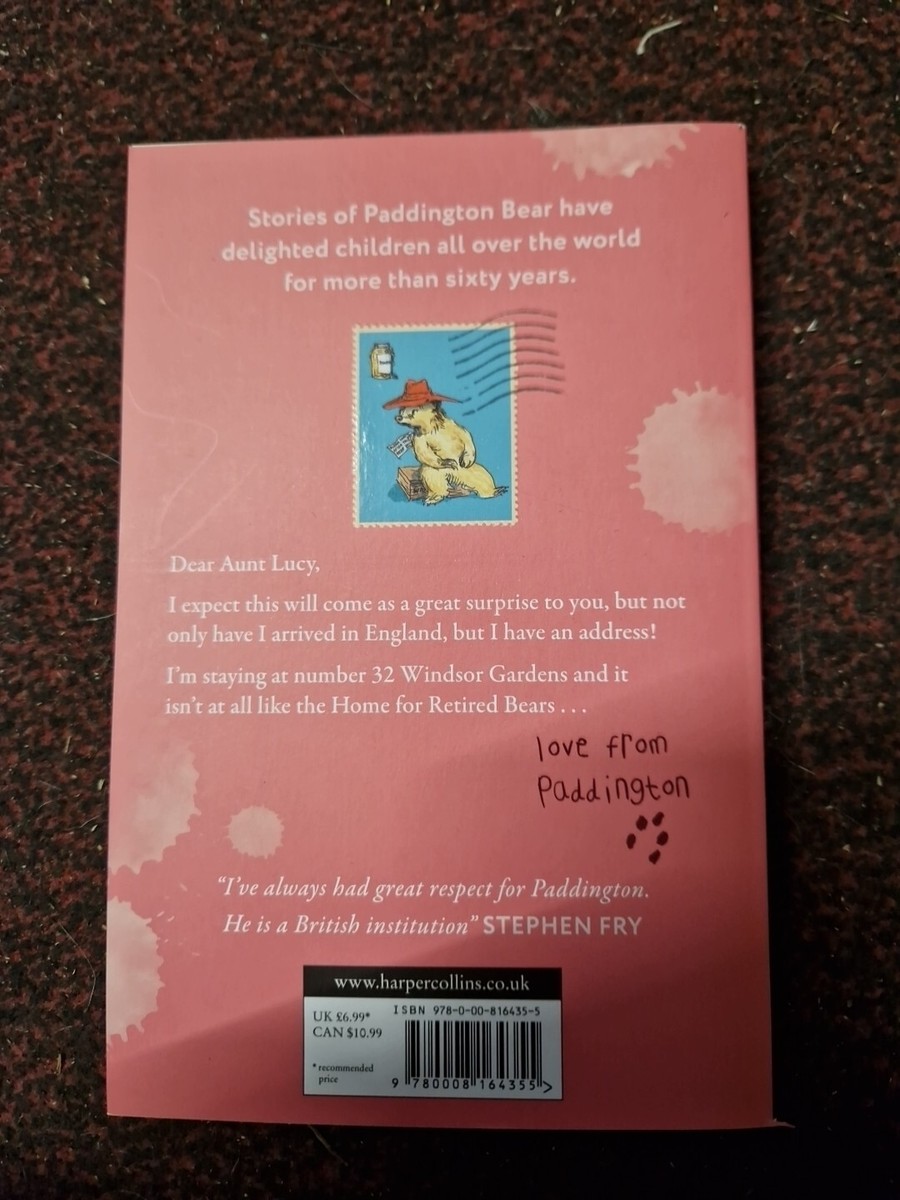 Stories of Paddington Bear have
delighted children all over the world
for more than sixty years.
Dear Aunt Lucy,
I expect this will come as a great surprise to you, but not
only have I arrived in England, but I have an address!
I'm staying at number 32 Windsor Gardens and it
isn't at all like the Home for Retired Bears . . .
love from
Paddington
"I've always had great respect for Paddington.
He is a British institution" STEPHEN FRY
www.harpercollins.co.uk
UK £6.99*
CAN $10.99
*recommended
price
ISBN 978-0-00-816435-5
9 780008 164355 >